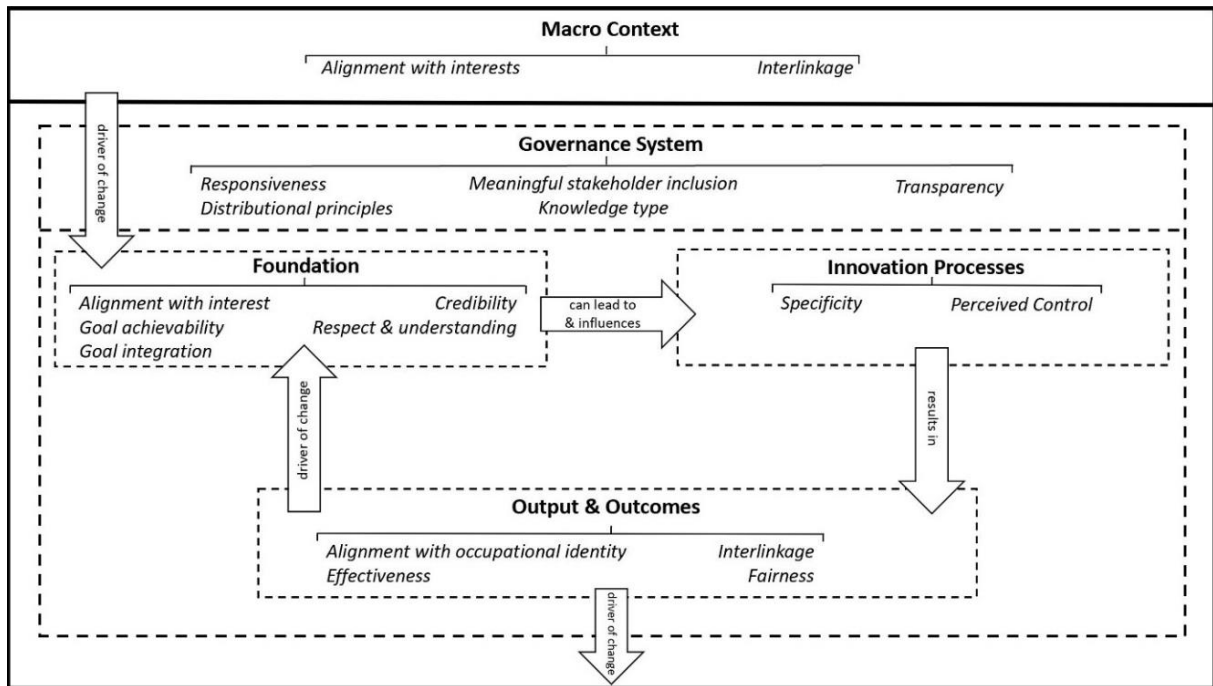 Macro Context
Alignment with interests
Interlinkage
driver of change
Governance System
Responsiveness
Meaningful stakeholder inclusion
Transparency
Distributional principles
Knowledge type
Foundation
Alignment with interest
Credibility
Goal achievability
Respect & understanding
Goal integration
can lead to
& influences
Innovation Processes
Specificity
Perceived Control
results in
driver of change
Output & Outcomes
Alignment with occupational identity
Interlinkage
Effectiveness
Fairness
driver of change